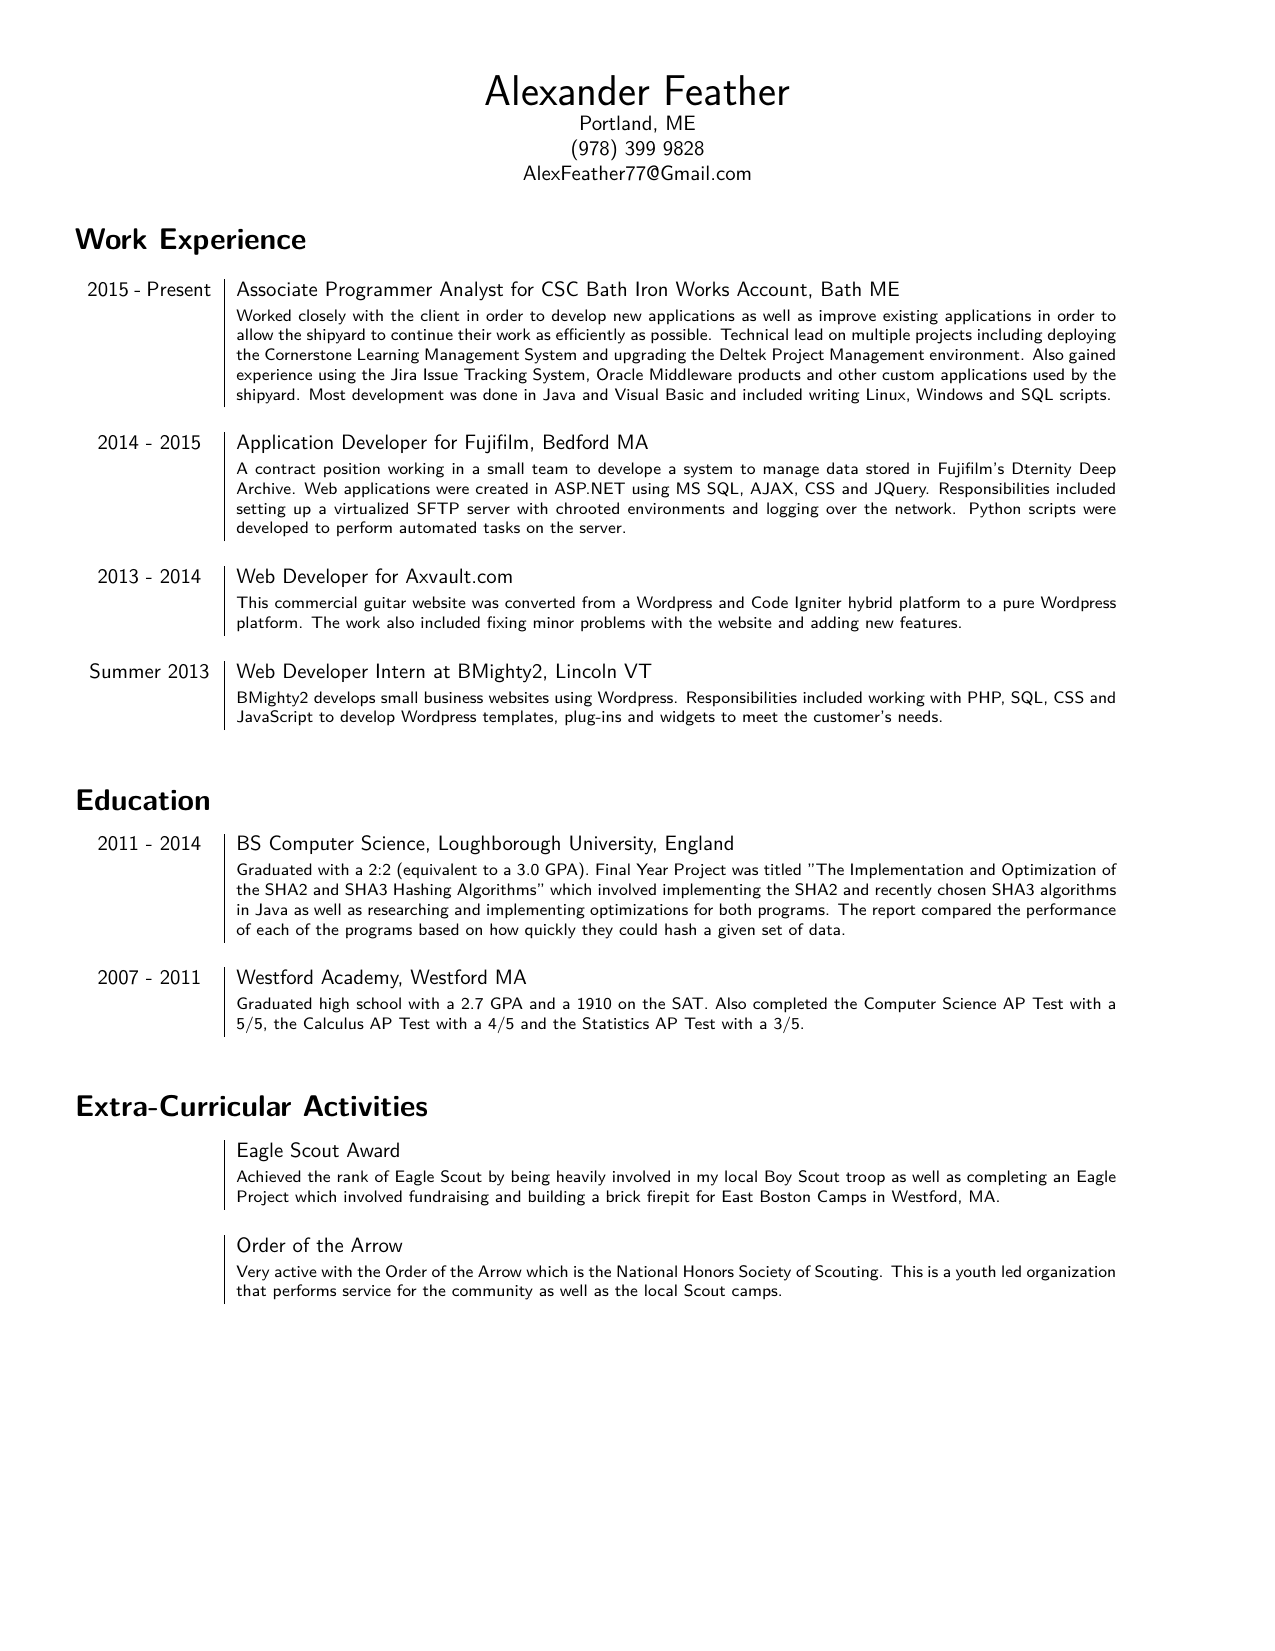 Alexander Feather
Portland, ME
(978) 399 9828
AlexFeather77@Gmail.com
Work Experience
2015 - Present
Associate Programmer Analyst for CSC Bath Iron Works Account, Bath ME
Worked closely with the client in order to develop new applications as well as improve existing applications in order to
allow the shipyard to continue their work as efficiently as possible. Technical lead on multiple projects including deploying
the Cornerstone Learning Management System and upgrading the Deltek Project Management environment. Also gained
experience using the Jira Issue Tracking System, Oracle Middleware products and other custom applications used by the
shipyard. Most development was done in Java and Visual Basic and included writing Linux, Windows and SQL scripts.
2014 - 2015
Application Developer for Fujifilm, Bedford MA
A contract position working in a small team to develope a system to manage data stored in Fujifilm's Dternity Deep
Archive. Web applications were created in ASP.NET using MS SQL, AJAX, CSS and JQuery. Responsibilities included
setting up a virtualized SFTP server with chrooted environments and logging over the network. Python scripts were
developed to perform automated tasks on the server.
2013 - 2014
Web Developer for Axvault.com
This commercial guitar website was converted from a Wordpress and Code Igniter hybrid platform to a pure Wordpress
platform. The work also included fixing minor problems with the website and adding new features.
Summer 2013
Web Developer Intern at BMighty2, Lincoln VT
BMighty2 develops small business websites using Wordpress. Responsibilities included working with PHP, SQL, CSS and
JavaScript to develop Wordpress templates, plug-ins and widgets to meet the customer's needs.
Education
2011 - 2014
BS Computer Science, Loughborough University, England
Graduated with a 2:2 (equivalent to a 3.0 GPA). Final Year Project was titled "The Implementation and Optimization of
the SHA2 and SHA3 Hashing Algorithms" which involved implementing the SHA2 and recently chosen SHA3 algorithms
in Java as well as researching and implementing optimizations for both programs. The report compared the performance
of each of the programs based on how quickly they could hash a given set of data.
2007 - 2011
Westford Academy, Westford MA
Graduated high school with a 2.7 GPA and a 1910 on the SAT. Also completed the Computer Science AP Test with a
5/5, the Calculus AP Test with a 4/5 and the Statistics AP Test with a 3/5.
Extra-Curricular Activities
Eagle Scout Award
Achieved the rank of Eagle Scout by being heavily involved in my local Boy Scout troop as well as completing an Eagle
Project which involved fundraising and building a brick firepit for East Boston Camps in Westford, MA.
Order of the Arrow
Very active with the Order of the Arrow which is the National Honors Society of Scouting. This is a youth led organization
that performs service for the community as well as the local Scout camps.